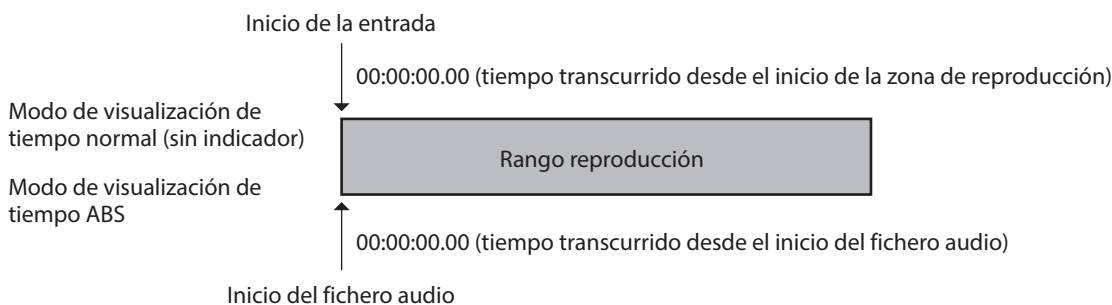 Inicio de la entrada
00:00:00.00 (tiempo transcurrido desde el inicio de la zona de reproducción)
Modo de visualización de
tiempo normal (sin indicador)
Rango reproducción
Modo de visualización de
tiempo ABS
00:00:00.00 (tiempo transcurrido desde el inicio del fichero audio)
Inicio del fichero audio